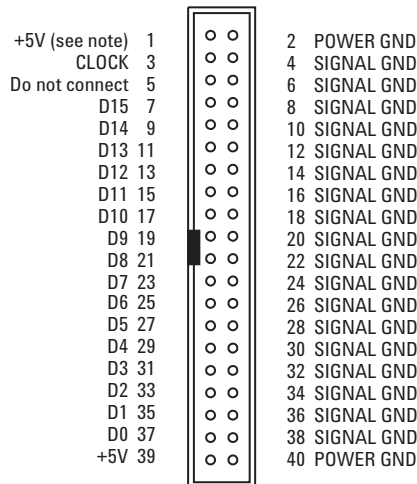 +5V (see note) 1 2 POWER GND
CLOCK 3 4 SIGNAL GND
Do not connect 5 6 SIGNAL GND
D15 7 8 SIGNAL GND
D14 9 10 SIGNAL GND
D13 11 12 SIGNAL GND
D12 13 14 SIGNAL GND
D11 15 16 SIGNAL GND
D10 17 18 SIGNAL GND
D9 19 20 SIGNAL GND
D8 21 22 SIGNAL GND
D7 23 24 SIGNAL GND
D6 25 26 SIGNAL GND
D5 27 28 SIGNAL GND
D4 29 30 SIGNAL GND
D3 31 32 SIGNAL GND
D2 33 34 SIGNAL GND
D1 35 36 SIGNAL GND
D0 37 38 SIGNAL GND
+5V 39 40 POWER GND